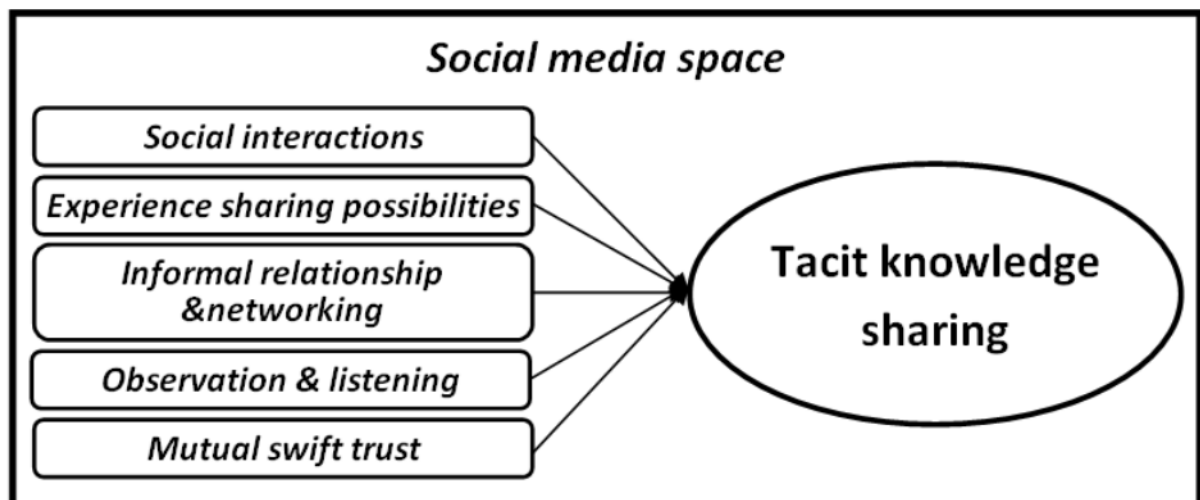 Social media space
Social interactions
Experience sharing possibilities
Informal relationship
&networking
Observation & listening
Mutual swift trust
Tacit knowledge
sharing